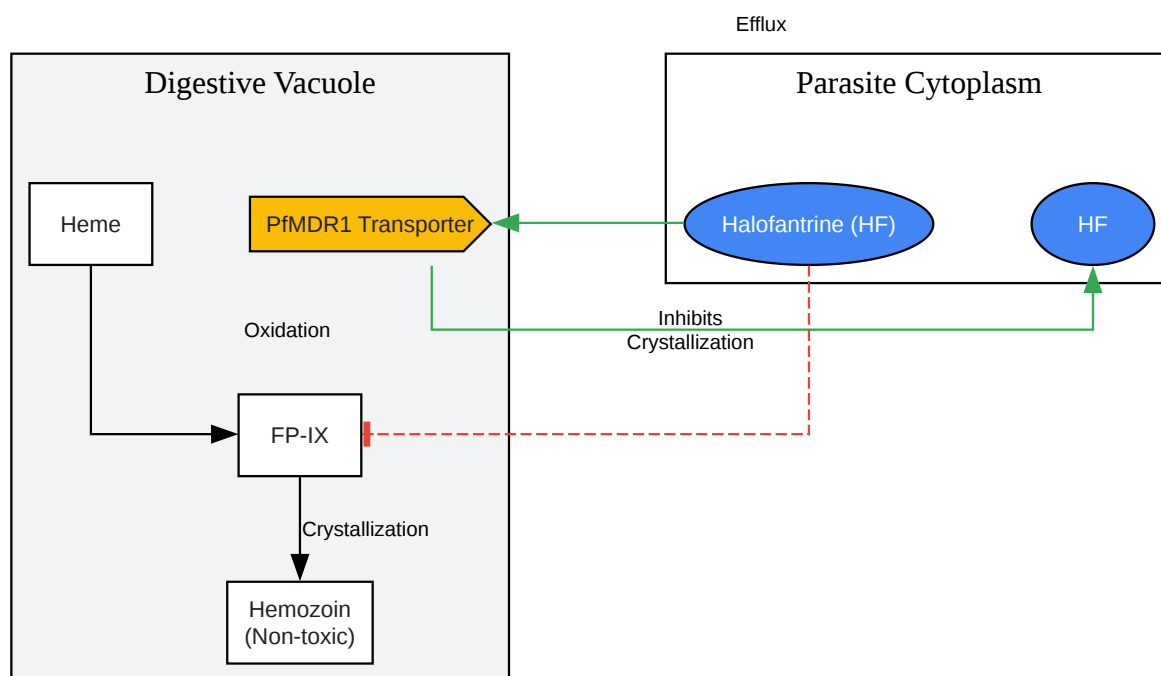 Efflux
Digestive Vacuole
Parasite Cytoplasm
Heme
PfMDR1 Transporter
Halofantrine (HF)
HF
Inhibits
Crystallization
Oxidation
FP-IX
Crystallization
Hemozoin
(Non-toxic)